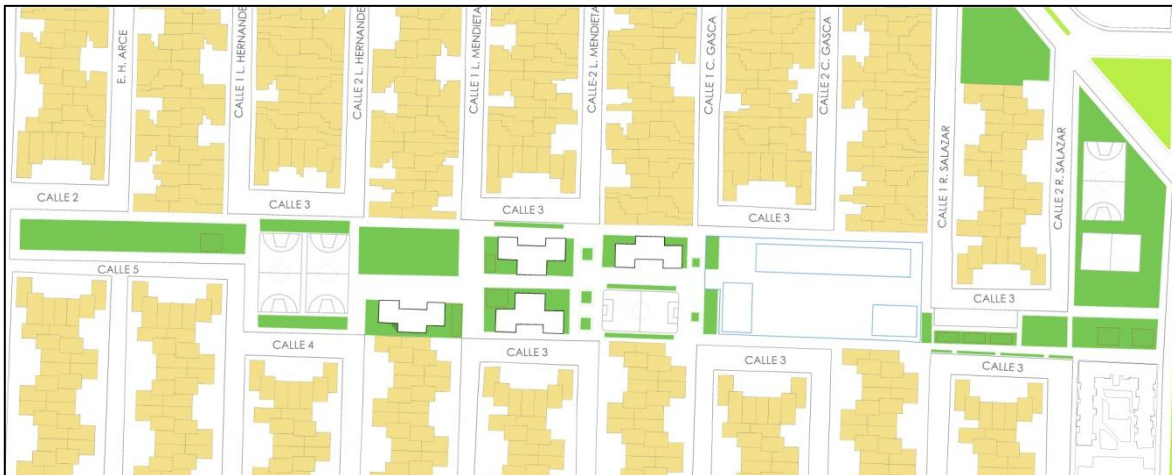 E. H. ARCE
CALLE 1 L. HERNANDE
CALLE 2 L. HERNANDE
CALLE 1 L. MENDIETA
CALLE-2 L. MENDIETA
CALLE 1 C. GASCA
CALLE 2 C. GASCA
CALLE 1 R. SALAZAR
CALLE 2 R. SALAZAR
CALLE 2
CALLE 3
CALLE 3
CALLE 3
CALLE 3
CALLE 5
CALLE 4
CALLE 3
CALLE 3
CALLE 3